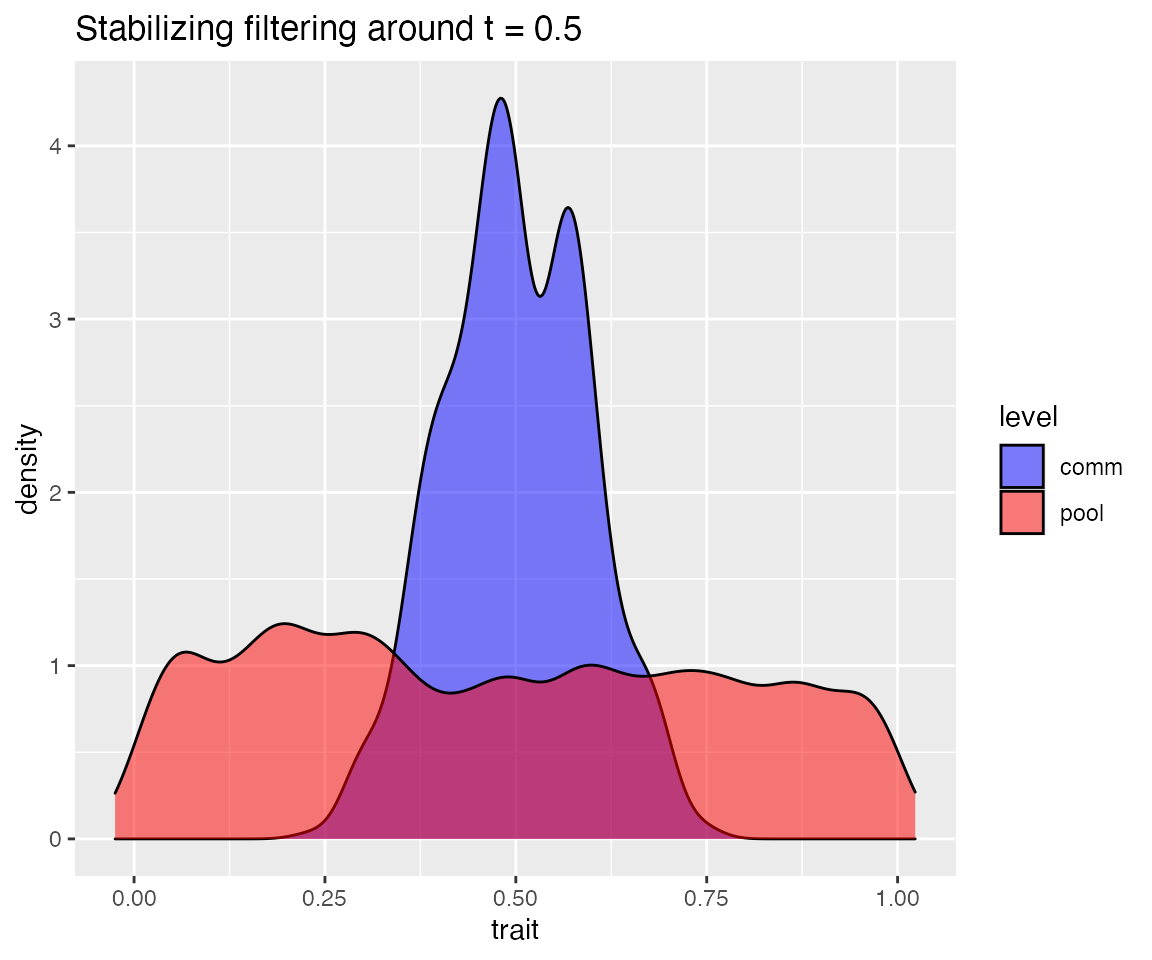 Stabilizing filtering around t = 0.5
density
4
3
2
1
0
0.00 0.25 0.50 0.75 1.00
trait
level
comm
pool